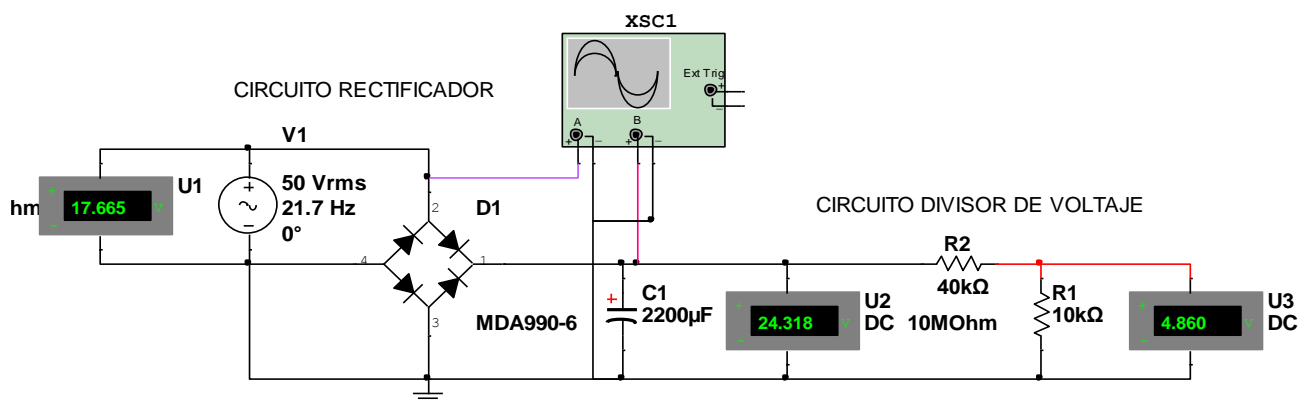 XSC1
Ext Trig
+
−
A
B
+ − + −
CIRCUITO RECTIFICADOR
V1
+
−
50 Vrms
21.7 Hz
0°
hm
+
−
17.665 V
U1
2
D1
4
1
3
MDA990-6
CIRCUITO DIVISOR DE VOLTAJE
+
C1
2200µF
R2
40kΩ
+
−
24.318 V
U2
DC 10MOhm
R1
10kΩ
+
−
4.860 V
U3
DC